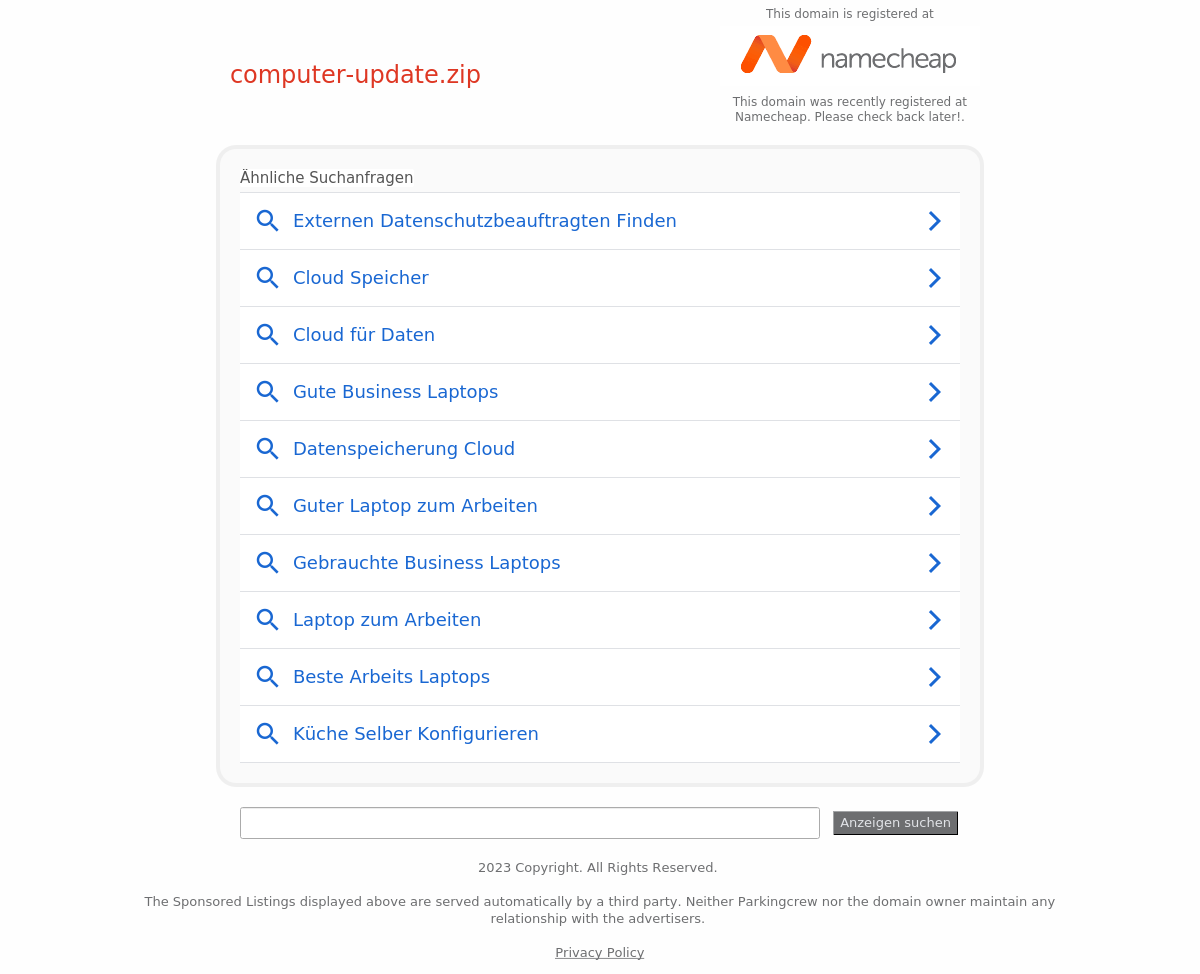 This domain is registered at
namecheap
computer-update.zip
This domain was recently registered at
Namecheap. Please check back later!.
Ähnliche Suchanfragen
Externen Datenschutzbeauftragten Finden
Cloud Speicher
Cloud für Daten
Gute Business Laptops
Datenspeicherung Cloud
Guter Laptop zum Arbeiten
Gebrauchte Business Laptops
Laptop zum Arbeiten
Beste Arbeits Laptops
Küche Selber Konfigurieren
Anzeigen suchen
2023 Copyright. All Rights Reserved.
The Sponsored Listings displayed above are served automatically by a third party. Neither Parkingcrew nor the domain owner maintain any
relationship with the advertisers.
Privacy Policy